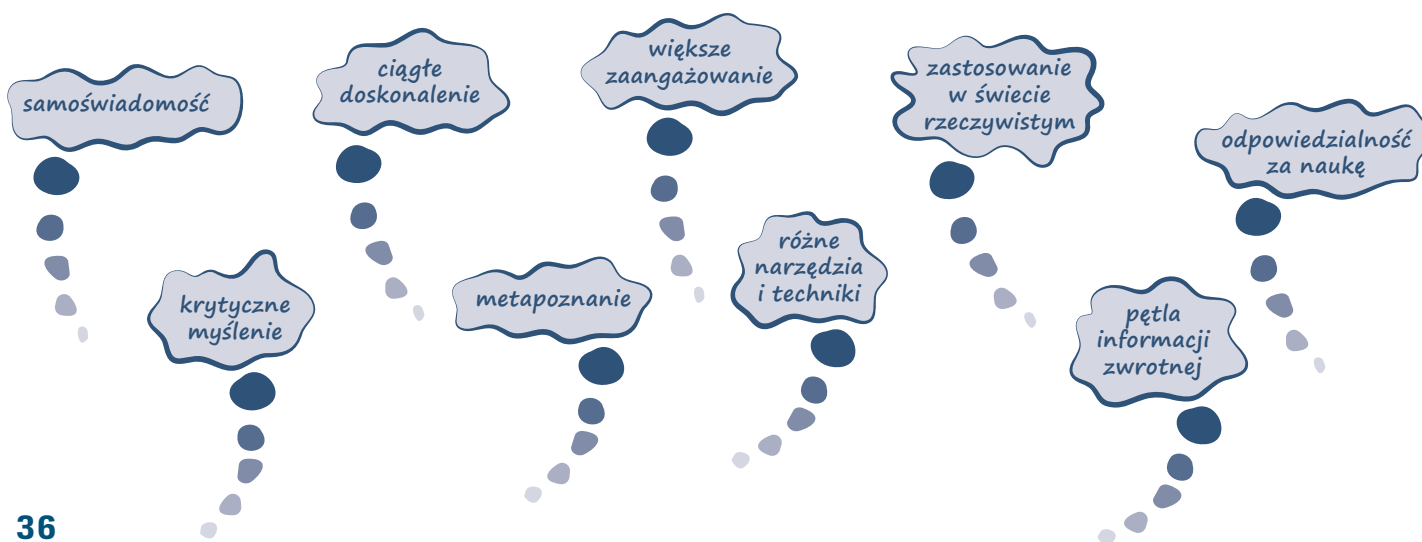 samoświadomość
ciągłe
doskonalenie
większe
zaangażowanie
zastosowanie
w świecie
rzeczywistym
odpowiedzialność
za naukę
krytyczne
myślenie
metapoznanie
różne
narzędzia
i techniki
pętla
informacji
zwrotnej
36